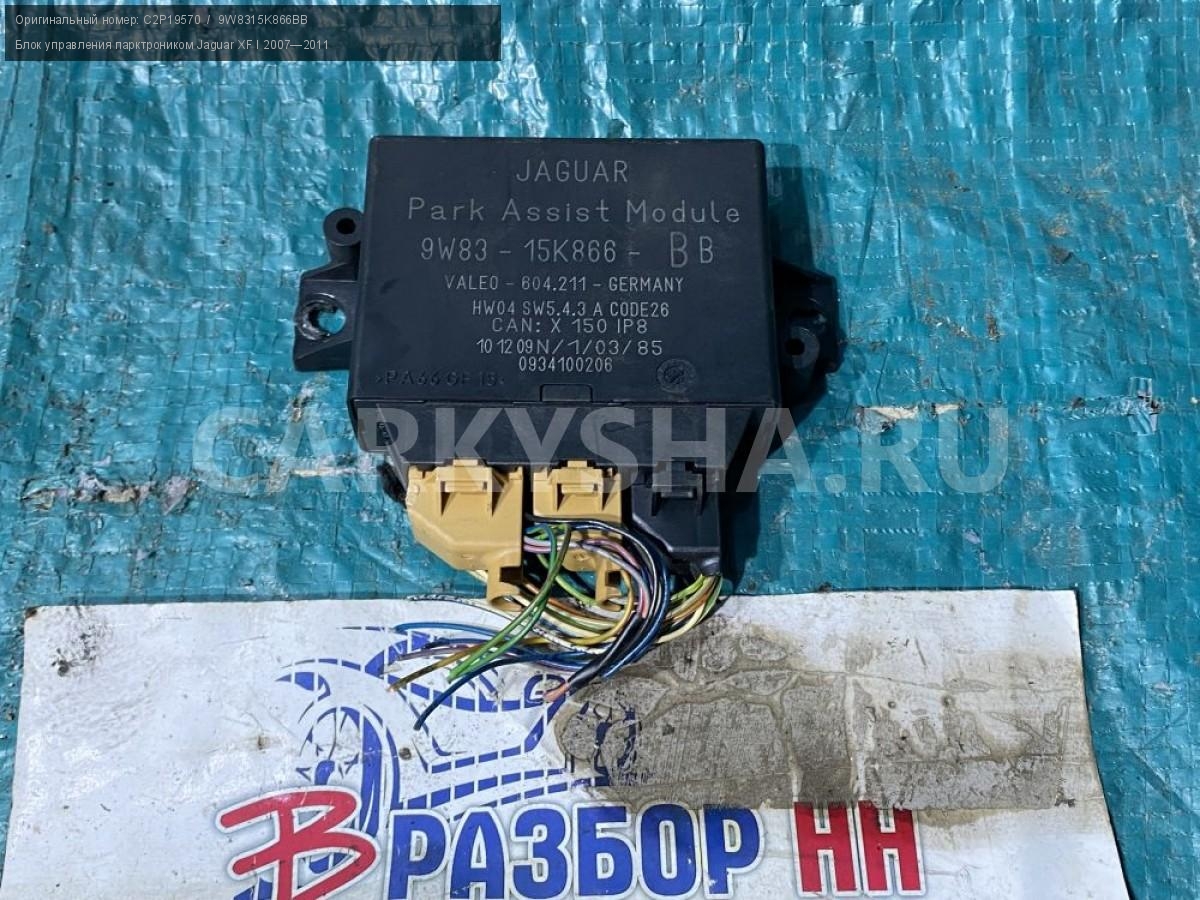 Оригинальный номер: C2P19570 / 9W8315K866BB
Блок управления парктроником Jaguar XF I 2007—2011
JAGUAR
Park Assist Module
9W83 - 15K866 - BB
VALEO - 604.211 - GERMANY
HW04 SW5.4.3 A CODE26
CAN: X 150 IP8
10 12 09 N/1/03/85
0934100206
>PA66GF15<
CARKYSHA.RU
В РАЗБОР НН